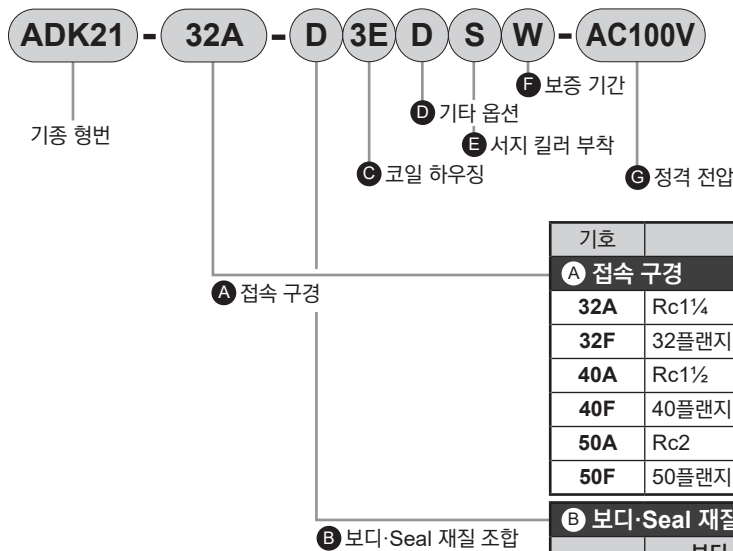 ADK21 - 32A - D 3E D S W - AC100V
기종 형번
F 보증 기간
D 기타 옵션
E 서지 킬러 부착
C 코일 하우징
G 정격 전압
A 접속 구경
B 보디·Seal 재질 조합
기호
A 접속 구경
32A Rc1¼
32F 32플랜지
40A Rc1½
40F 40플랜지
50A Rc2
50F 50플랜지
B 보디·Seal 재질